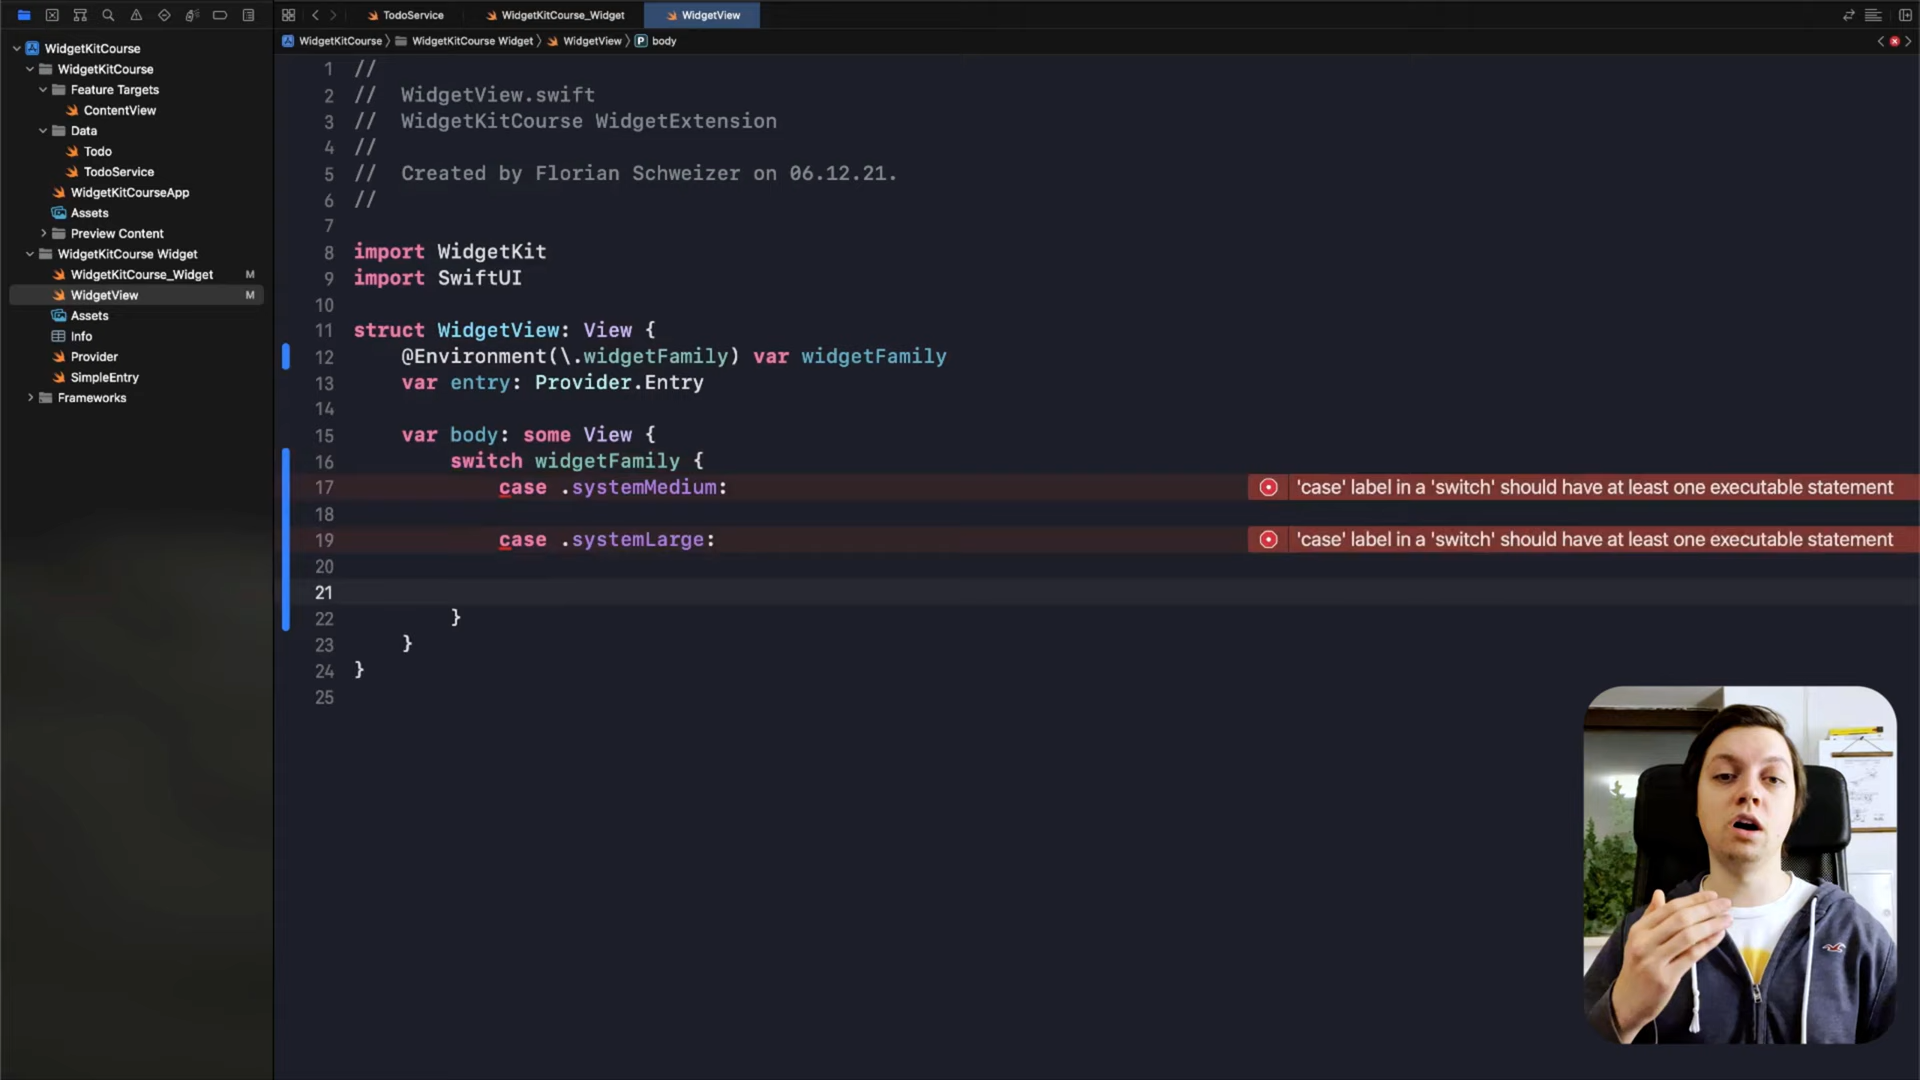 TodoService
WidgetKitCourse_Widget
WidgetView
WidgetKitCourse
WidgetKitCourse Widget
WidgetView
P body
WidgetKitCourse
WidgetKitCourse
Feature Targets
ContentView
Data
Todo
TodoService
WidgetKitCourseApp
Assets
Preview Content
WidgetKitCourse Widget
WidgetKitCourse_Widget M
WidgetView M
Assets
Info
Provider
SimpleEntry
Frameworks
1 //
2 //  WidgetView.swift
3 //  WidgetKitCourse WidgetExtension
4 //
5 //  Created by Florian Schweizer on 06.12.21.
6 //
7
8 import WidgetKit
9 import SwiftUI
10
11 struct WidgetView: View {
12 @Environment(\.widgetFamily) var widgetFamily
13 var entry: Provider.Entry
14
15 var body: some View {
16 switch widgetFamily {
17 case .systemMedium: 'case' label in a 'switch' should have at least one executable statement
18
19 case .systemLarge: 'case' label in a 'switch' should have at least one executable statement
20
21
22 }
23 }
24 }
25